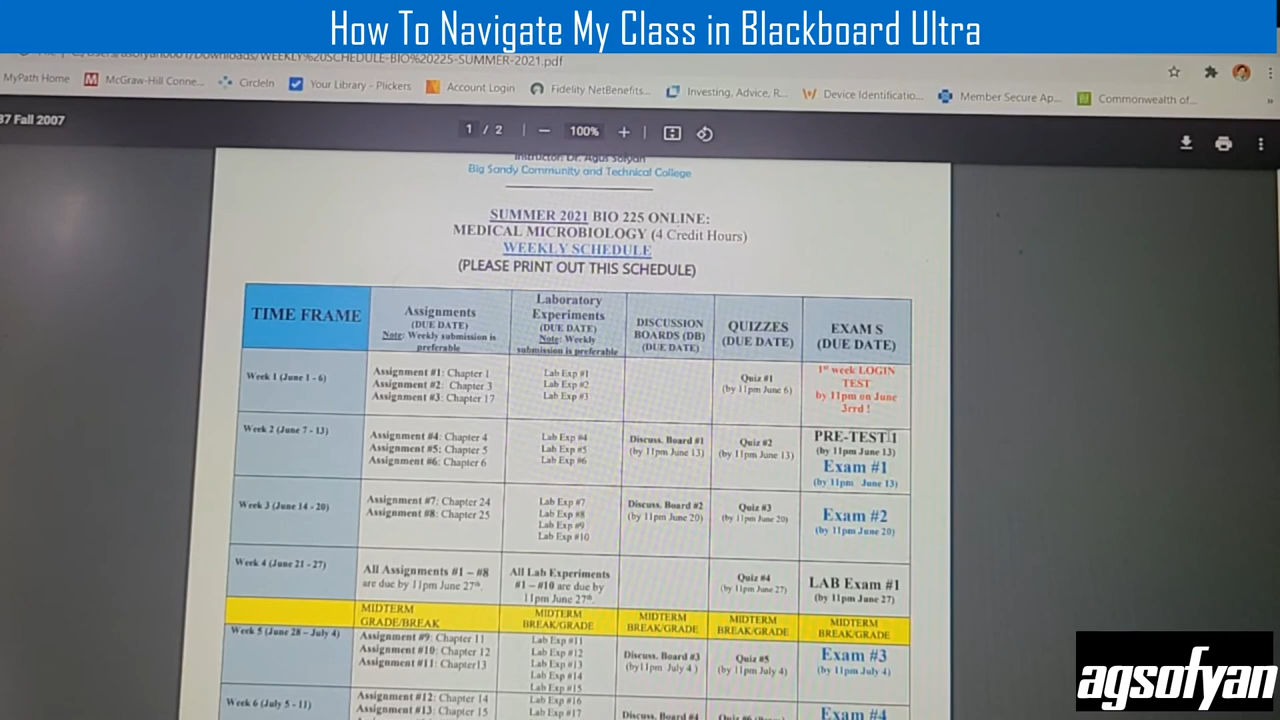 How To Navigate My Class in Blackboard Ultra
MyPath Home McGraw-Hill Conne... CircleIn Your Library - Plickers Account Login Fidelity NetBenefits... Investing, Advice, R... Device Identificatio... Member Secure Ap... Commonwealth of...
37 Fall 2007
1 / 2 100%
Instructor: Dr. Agus Sofyan
Big Sandy Community and Technical College
SUMMER 2021 BIO 225 ONLINE:
MEDICAL MICROBIOLOGY (4 Credit Hours)
WEEKLY SCHEDULE
(PLEASE PRINT OUT THIS SCHEDULE)
TIME FRAME
Assignments
(DUE DATE)
Note: Weekly submission is
preferable
Laboratory
Experiments
(DUE DATE)
Note: Weekly
submission is preferable
DISCUSSION
BOARDS (DB)
(DUE DATE)
QUIZZES
(DUE DATE)
EXAM S
(DUE DATE)
Week 1 (June 1 - 6)
Assignment #1: Chapter 1
Assignment #2: Chapter 3
Assignment #3: Chapter 17
Lab Exp #1
Lab Exp #2
Lab Exp #3
Quiz #1
(by 11pm June 6)
1st week LOGIN
TEST
by 11pm on June
3rrd !
Week 2 (June 7 - 13)
Assignment #4: Chapter 4
Assignment #5: Chapter 5
Assignment #6: Chapter 6
Lab Exp #4
Lab Exp #5
Lab Exp #6
Discuss. Board #1
(by 11pm June 13)
Quiz #2
(by 11pm June 13)
PRE-TEST 1
(by 11pm June 13)
Exam #1
(by 11pm June 13)
Week 3 (June 14 - 20)
Assignment #7: Chapter 24
Assignment #8: Chapter 25
Lab Exp #7
Lab Exp #8
Lab Exp #9
Lab Exp #10
Discuss. Board #2
(by 11pm June 20)
Quiz #3
(by 11pm June 20)
Exam #2
(by 11pm June 20)
Week 4 (June 21 - 27)
All Assignments #1 – #8
are due by 11pm June 27th.
All Lab Experiments
#1 – #10 are due by
11pm June 27th.
Quiz #4
(by 11pm June 27)
LAB Exam #1
(by 11pm June 27)
MIDTERM
GRADE/BREAK
MIDTERM
BREAK/GRADE
MIDTERM
BREAK/GRADE
MIDTERM
BREAK/GRADE
MIDTERM
BREAK/GRADE
Week 5 (June 28 - July 4)
Assignment #9: Chapter 11
Assignment #10: Chapter 12
Assignment #11: Chapter13
Lab Exp #11
Lab Exp #12
Lab Exp #13
Lab Exp #14
Lab Exp #15
Discuss. Board #3
(by11pm July 4 )
Quiz #5
(by 11pm July 4)
Exam #3
(by 11pm July 4)
Week 6 (July 5 - 11)
Assignment #12: Chapter 14
Assignment #13: Chapter 15
Lab Exp #16
Lab Exp #17
Discuss. Board #4
Exam #4
agsofyan